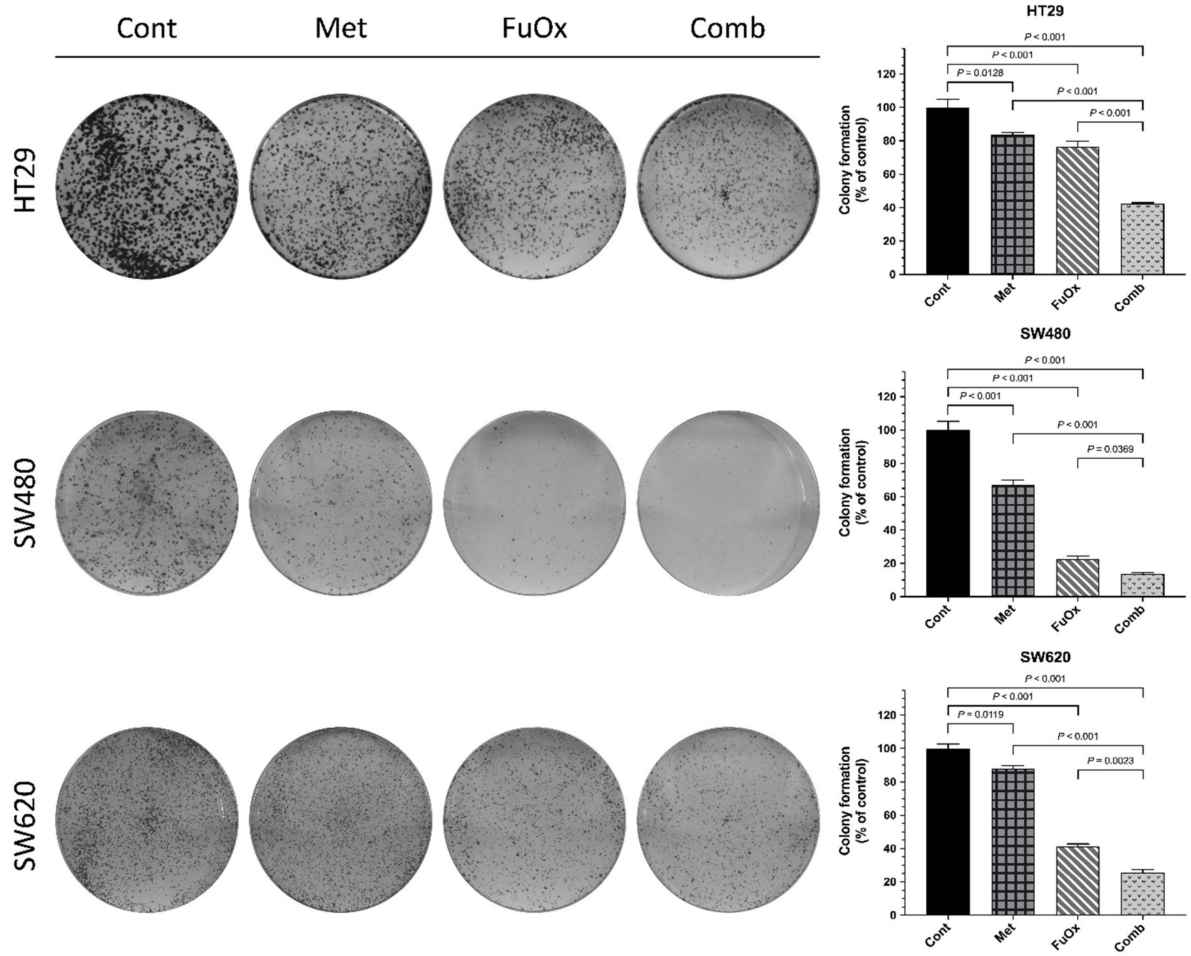 Cont Met FuOx Comb
HT29
SW480
SW620
HT29
P < 0.001
P < 0.001
P = 0.0128
P < 0.001
P < 0.001
Colony formation
(% of control)
120
100
80
60
40
20
0
Cont Met FuOx Comb
SW480
P < 0.001
P < 0.001
P < 0.001
P < 0.001
P = 0.0369
Colony formation
(% of control)
120
100
80
60
40
20
0
Cont Met FuOx Comb
SW620
P < 0.001
P < 0.001
P = 0.0119
P < 0.001
P = 0.0023
Colony formation
(% of control)
120
100
80
60
40
20
0
Cont Met FuOx Comb